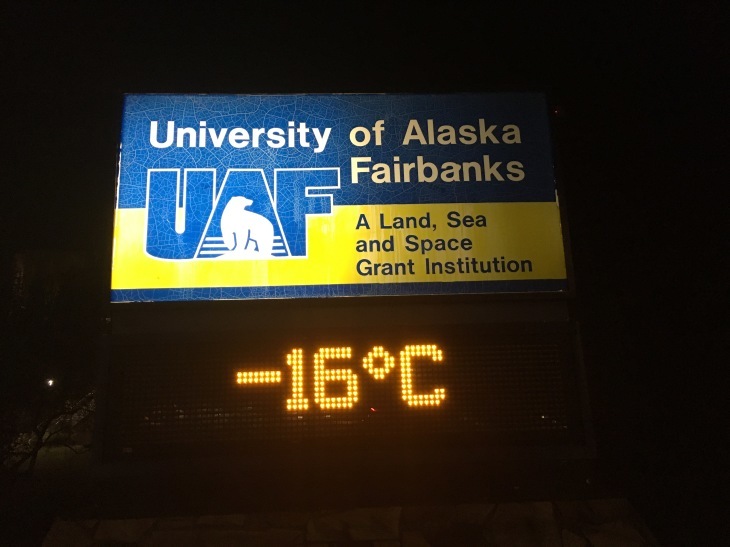 University of Alaska
Fairbanks
UAF
A Land, Sea
and Space
Grant Institution
-16°C